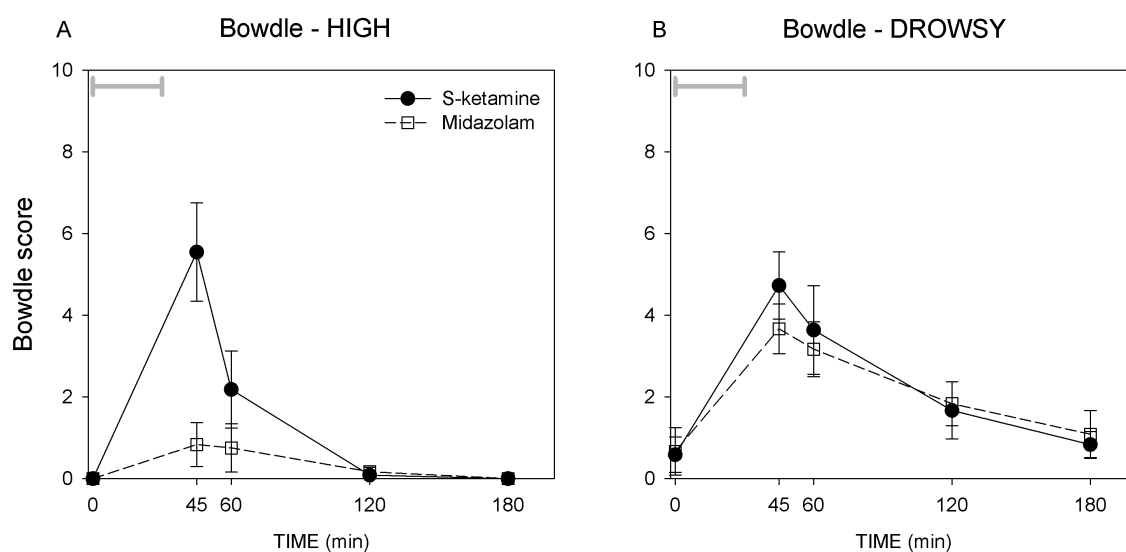 A
Bowdle - HIGH
B
Bowdle - DROWSY
Bowdle score
10
8
6
4
2
0
S-ketamine
Midazolam
0 45 60 120 180
TIME (min)
10
8
6
4
2
0
0 45 60 120 180
TIME (min)